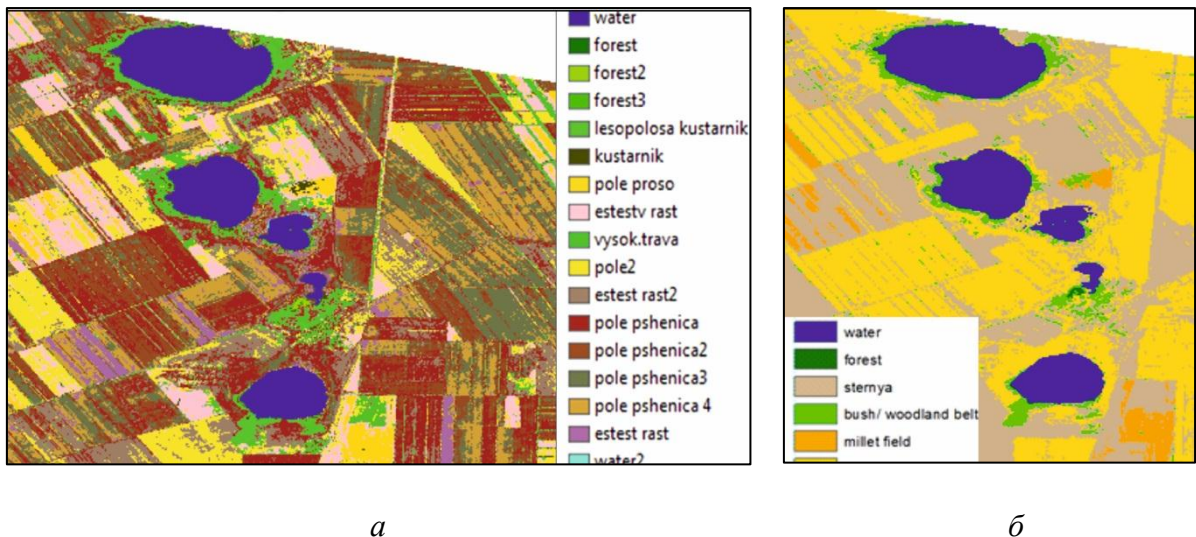 water
forest
forest2
forest3
lesopolosa kustarnik
kustarnik
pole proso
estestv rast
vysok.trava
pole2
estest rast2
pole pshenica
pole pshenica2
pole pshenica3
pole pshenica 4
estest rast
water2
water
forest
sternya
bush/ woodland belt
millet field
а
б